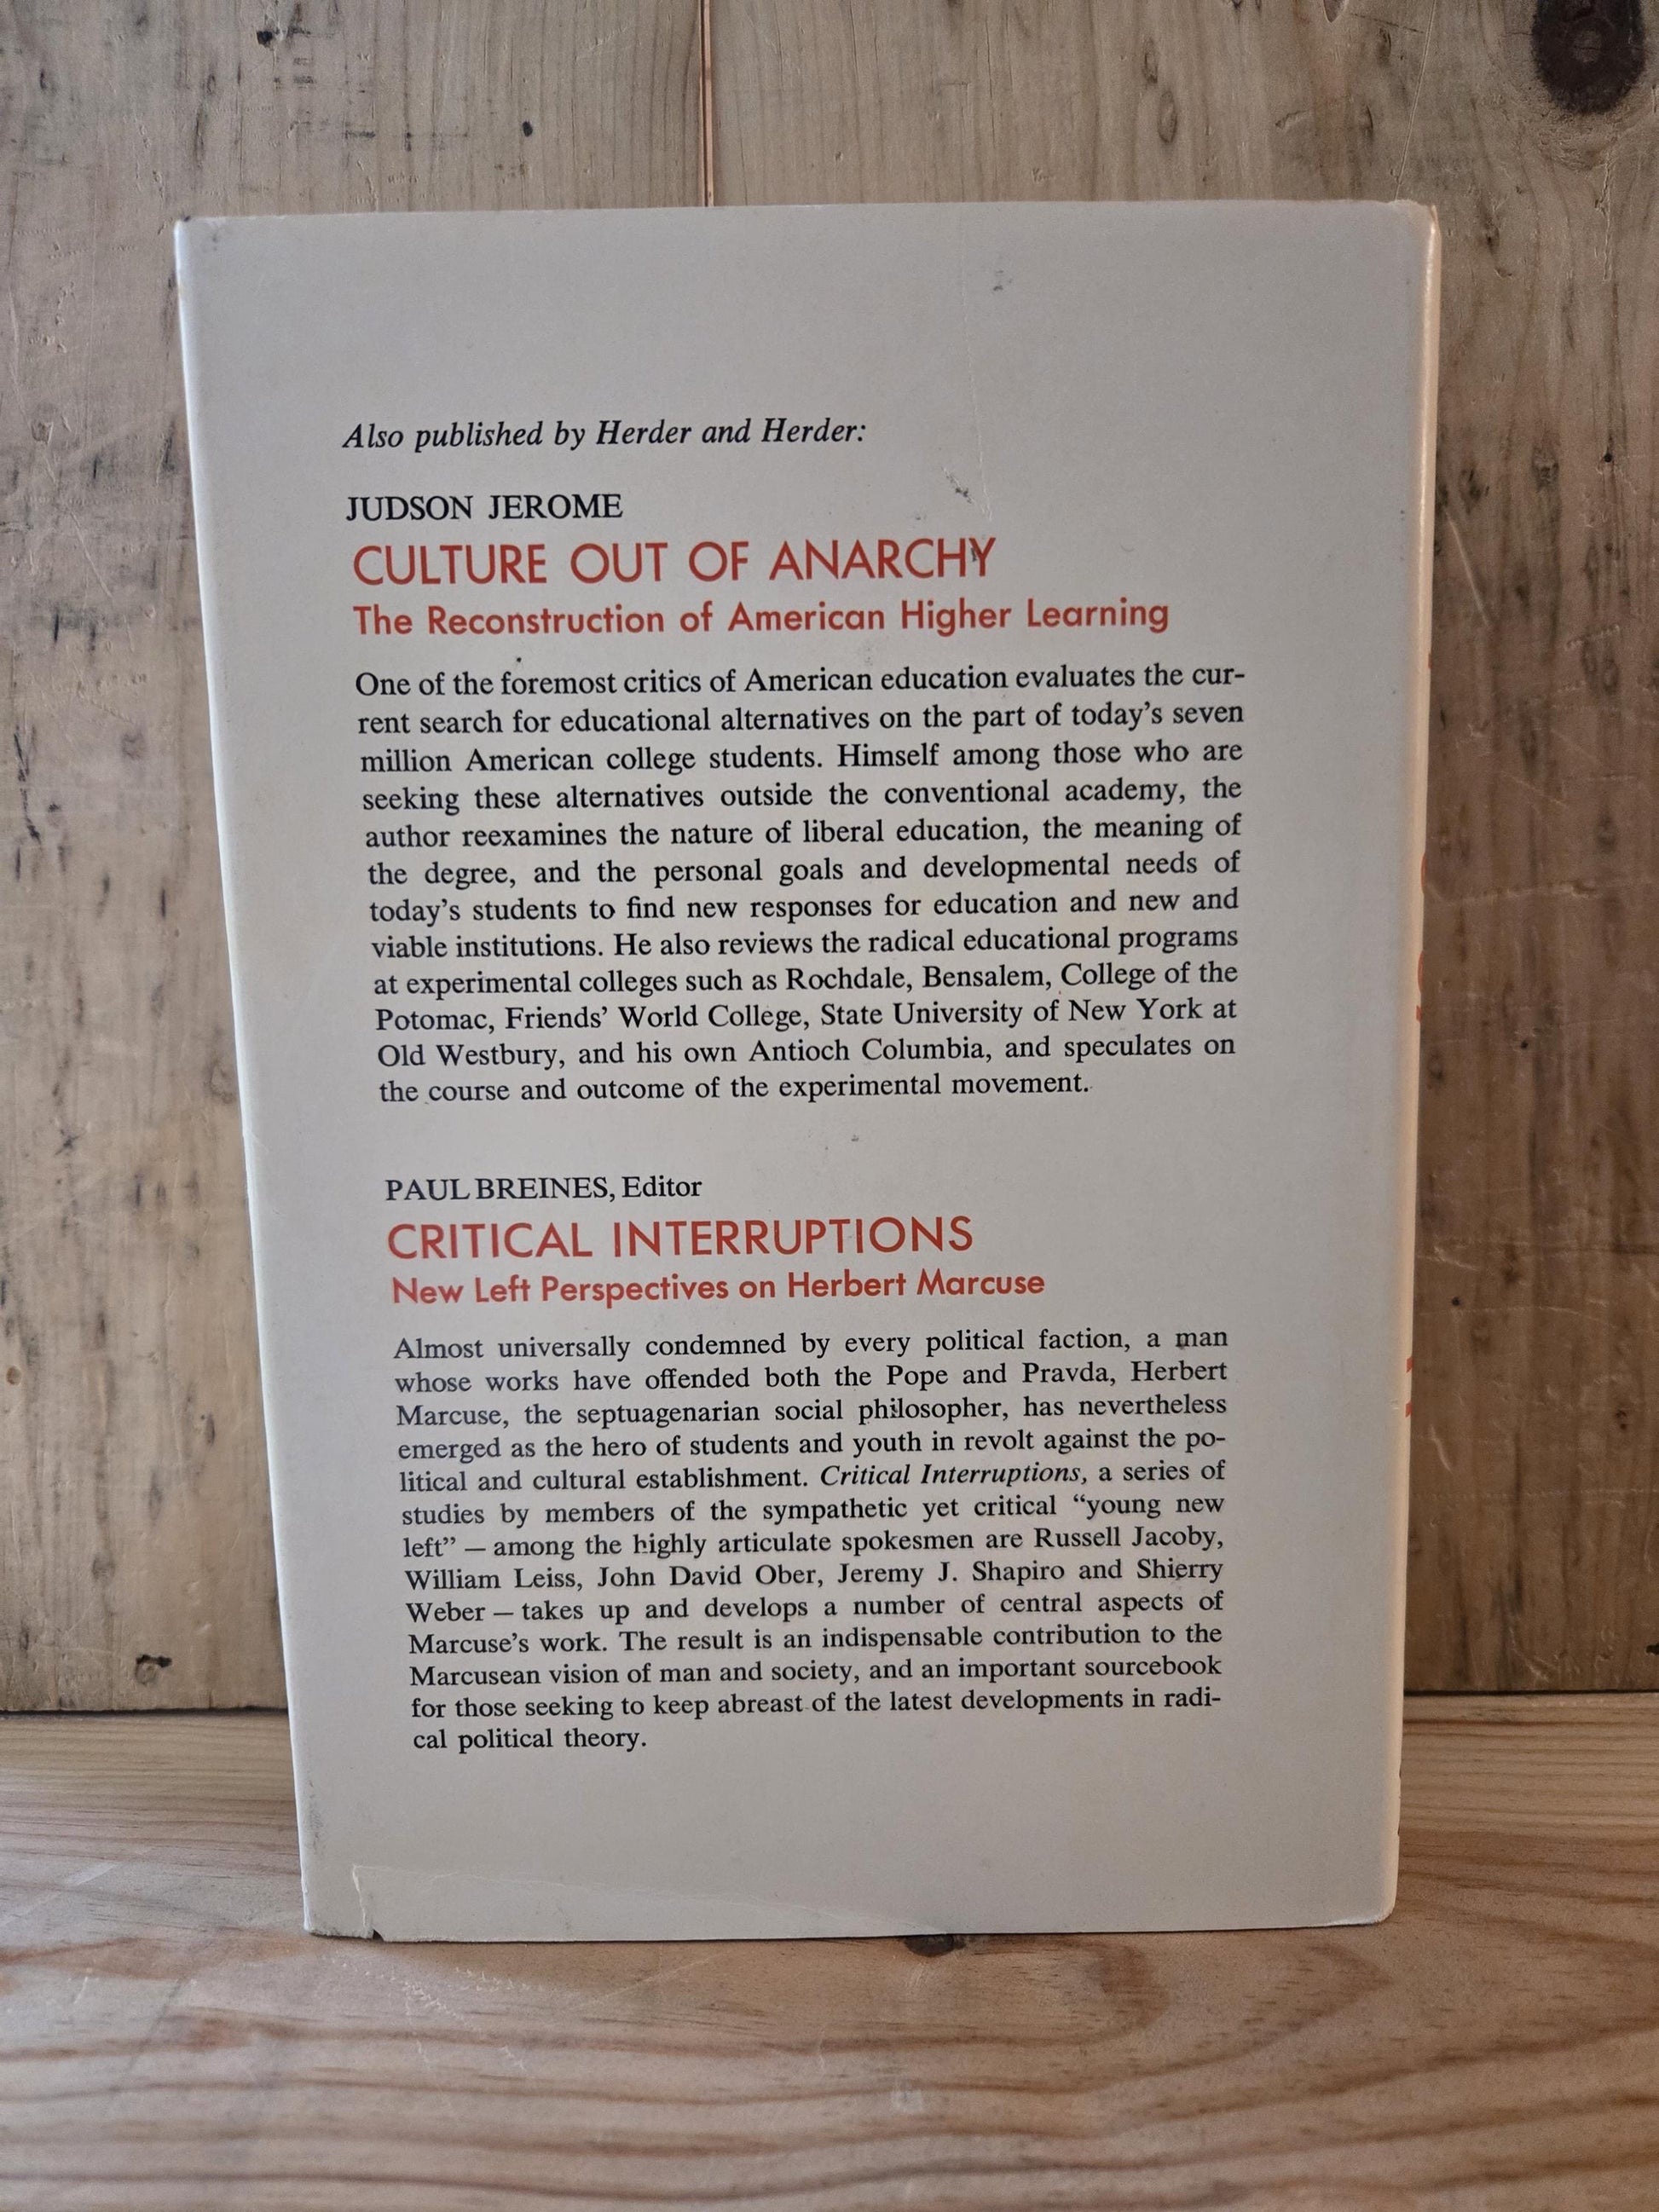 Also published by Herder and Herder:
JUDSON JEROME
CULTURE OUT OF ANARCHY
The Reconstruction of American Higher Learning
One of the foremost critics of American education evaluates the cur-
rent search for educational alternatives on the part of today's seven
million American college students. Himself among those who are
seeking these alternatives outside the conventional academy, the
author reexamines the nature of liberal education, the meaning of
the degree, and the personal goals and developmental needs of
today's students to find new responses for education and new and
viable institutions. He also reviews the radical educational programs
at experimental colleges such as Rochdale, Bensalem, College of the
Potomac, Friends' World College, State University of New York at
Old Westbury, and his own Antioch Columbia, and speculates on
the course and outcome of the experimental movement.
PAUL BREINES, Editor
CRITICAL INTERRUPTIONS
New Left Perspectives on Herbert Marcuse
Almost universally condemned by every political faction, a man
whose works have offended both the Pope and Pravda, Herbert
Marcuse, the septuagenarian social philosopher, has nevertheless
emerged as the hero of students and youth in revolt against the po-
litical and cultural establishment. Critical Interruptions, a series of
studies by members of the sympathetic yet critical “young new
left” — among the highly articulate spokesmen are Russell Jacoby,
William Leiss, John David Ober, Jeremy J. Shapiro and Shierry
Weber — takes up and develops a number of central aspects of
Marcuse's work. The result is an indispensable contribution to the
Marcusean vision of man and society, and an important sourcebook
for those seeking to keep abreast of the latest developments in radi-
cal political theory.